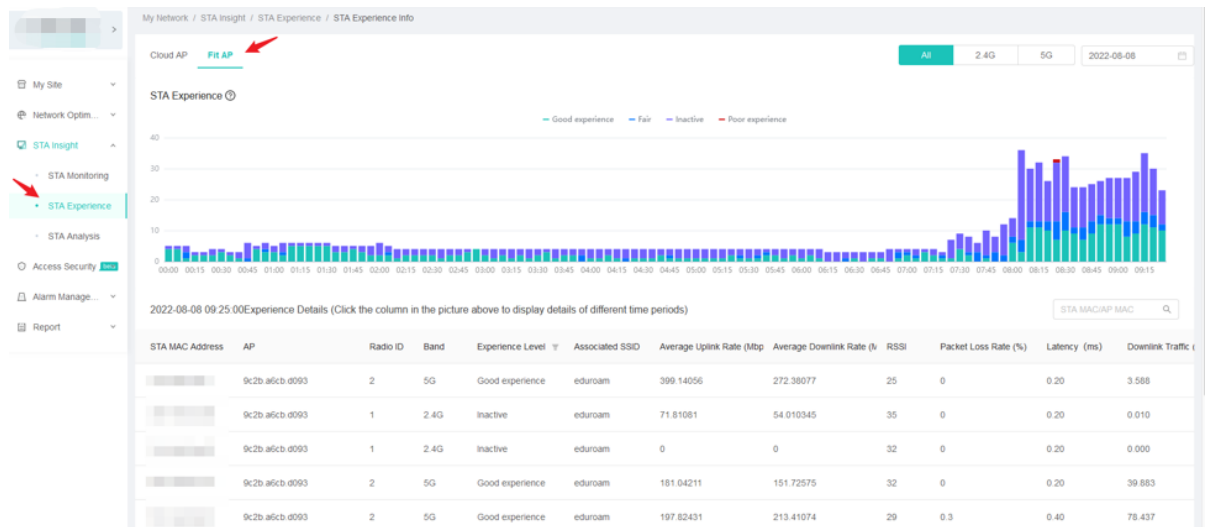 My Network / STA Insight / STA Experience / STA Experience Info
Cloud AP Fit AP
All 2.4G 5G 2022-08-08
My Site
Network Optim...
STA Insight
STA Monitoring
STA Experience
STA Analysis
Access Security
Alarm Manage...
Report
STA Experience
Good experience Fair Inactive Poor experience
40
30
20
10
0
00:00 00:15 00:30 00:45 01:00 01:15 01:30 01:45 02:00 02:15 02:30 02:45 03:00 03:15 03:30 03:45 04:00 04:15 04:30 04:45 05:00 05:15 05:30 05:45 06:00 06:15 06:30 06:45 07:00 07:15 07:30 07:45 08:00 08:15 08:30 08:45 09:00 09:15
2022-08-08 09:25:00Experience Details (Click the column in the picture above to display details of different time periods)
STA MAC/AP MAC
STA MAC Address AP Radio ID Band Experience Level Associated SSID Average Uplink Rate (Mbp Average Downlink Rate (M RSSI Packet Loss Rate (%) Latency (ms) Downlink Traffic (
9c2b.a6cb.d093 2 5G Good experience eduroam 399.14056 272.38077 25 0 0.20 3.588
9c2b.a6cb.d093 1 2.4G Inactive eduroam 71.81081 54.010345 35 0 0.20 0.010
9c2b.a6cb.d093 1 2.4G Inactive eduroam 0 0 32 0 0.20 0.000
9c2b.a6cb.d093 2 5G Good experience eduroam 181.04211 151.72575 32 0 0.20 39.883
9c2b.a6cb.d093 2 5G Good experience eduroam 197.82431 213.41074 29 0.3 0.40 78.437